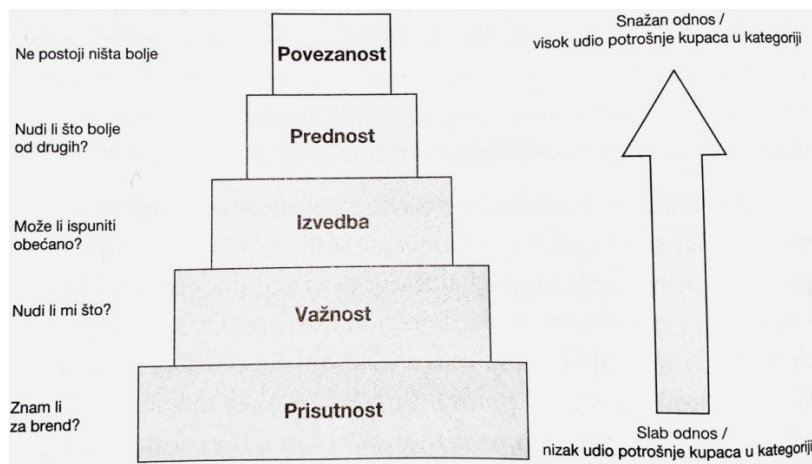 Snažan odnos /
visok udio potrošnje kupaca u kategoriji
Ne postoji ništa bolje
Povezanost
Nudi li što bolje
od drugih?
Prednost
Može li ispuniti
obećano?
Izvedba
Nudi li mi što?
Važnost
Znam li
za brend?
Prisutnost
Slab odnos /
nizak udio potrošnje kupaca u kategoriji